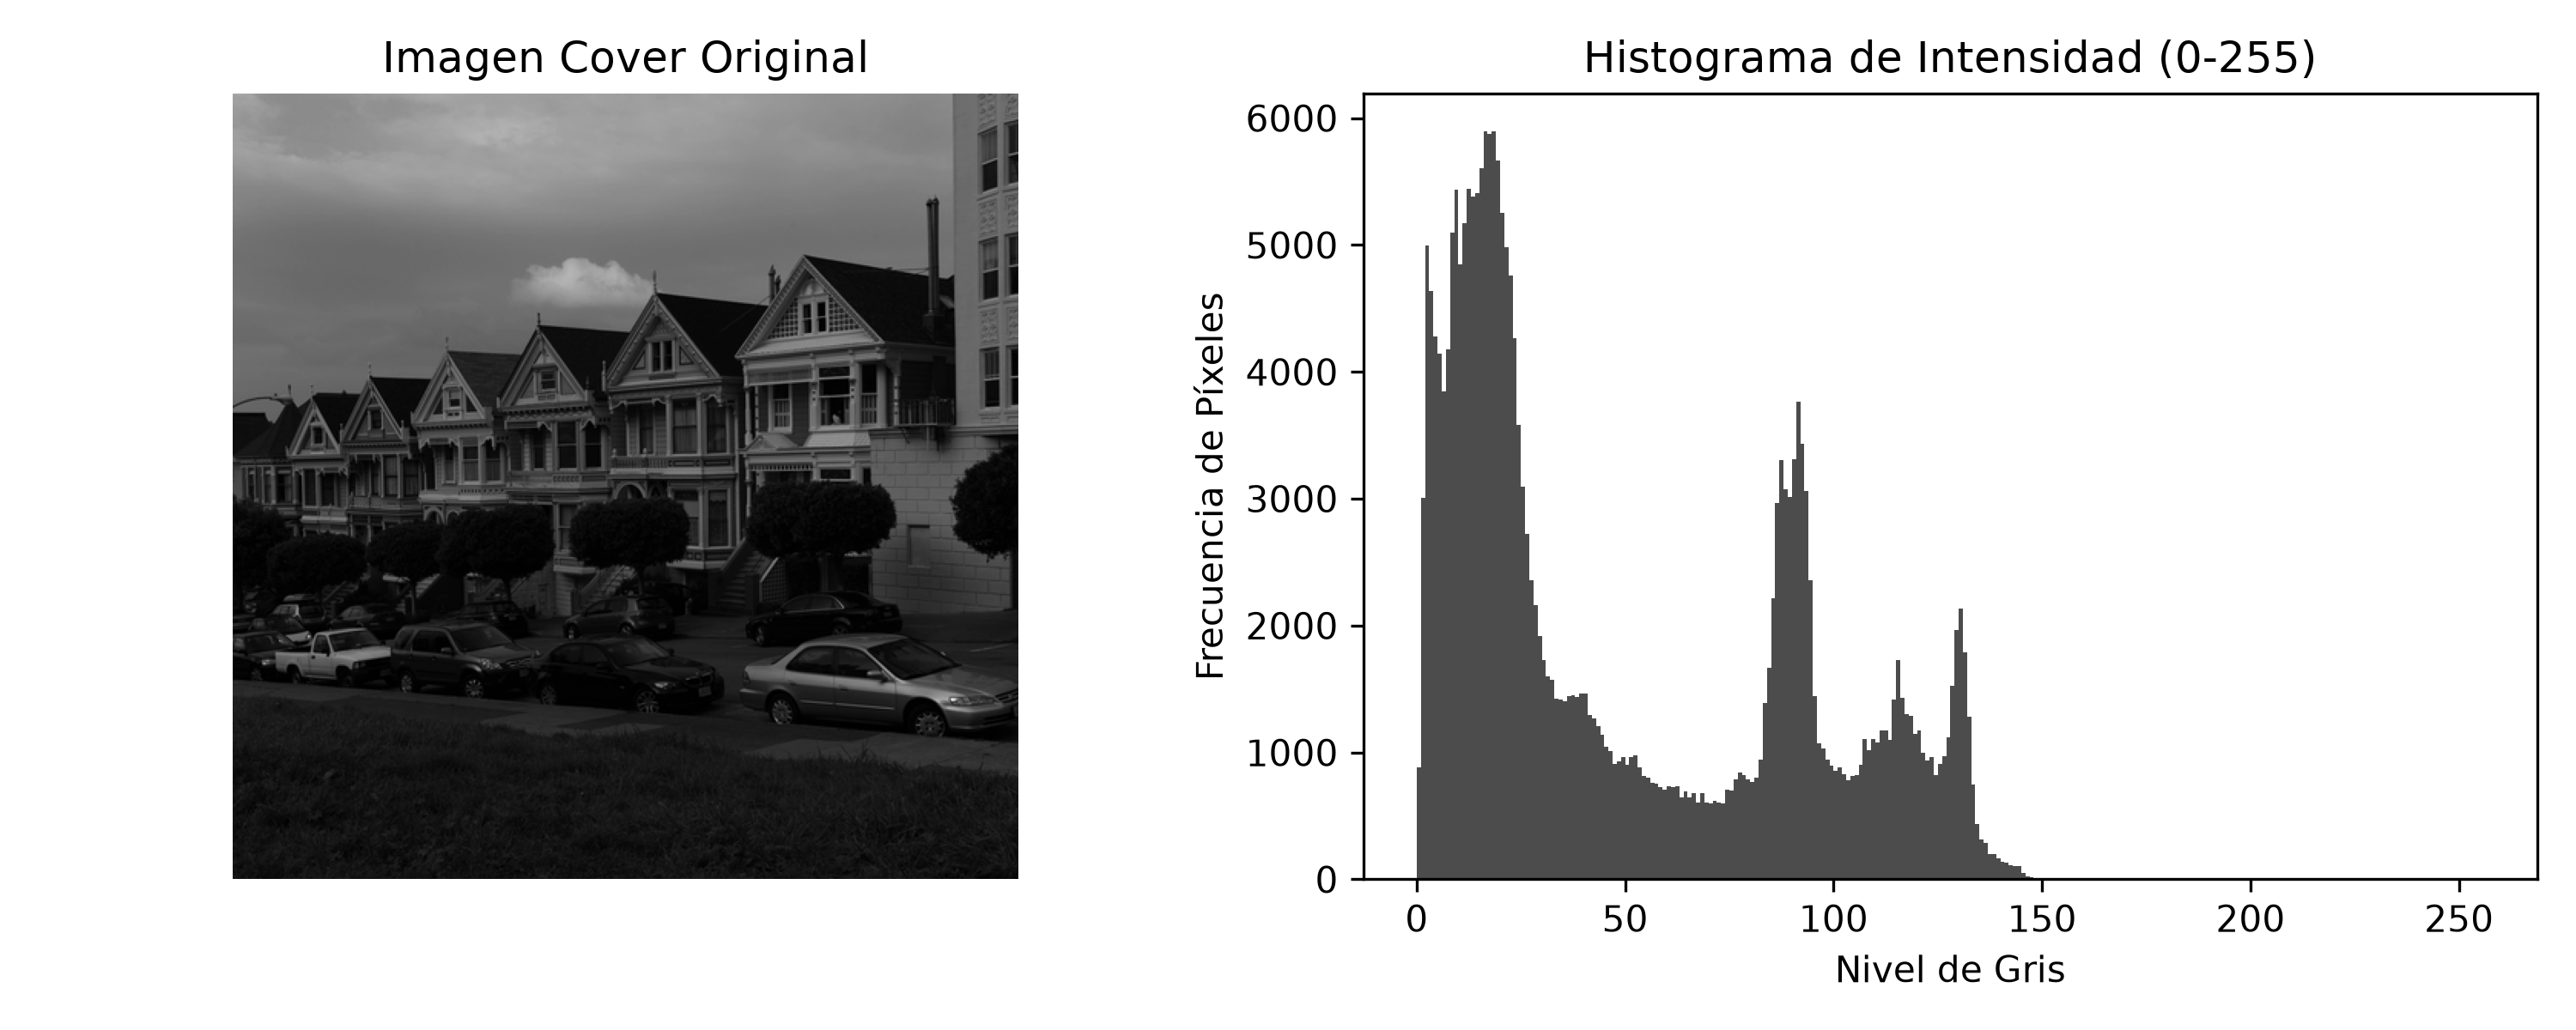 Imagen Cover Original
Histograma de Intensidad (0-255)
Frecuencia de Píxeles
6000
5000
4000
3000
2000
1000
0
0 50 100 150 200 250
Nivel de Gris